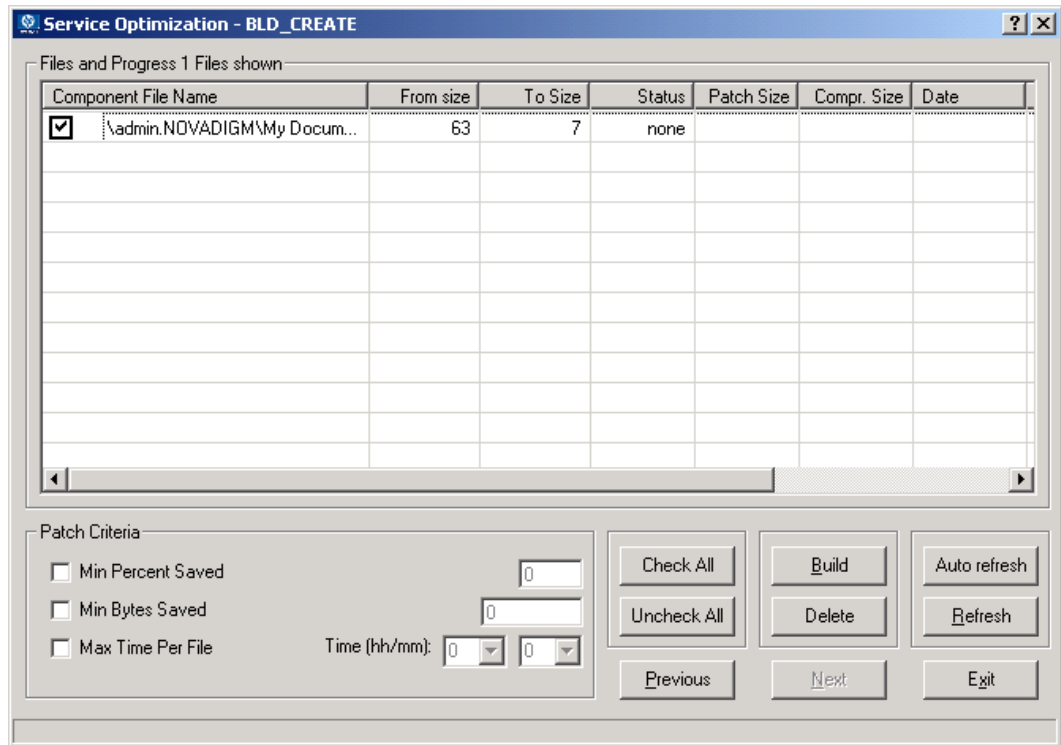 Service Optimization - BLD_CREATE
Files and Progress 1 Files shown
Component File Name From size To Size Status Patch Size Compr. Size Date
\admin.NOVADIGM\My Docum... 63 7 none
Patch Criteria
Min Percent Saved 0
Min Bytes Saved 0
Max Time Per File Time (hh/mm): 0 0
Check All Build Auto refresh
Uncheck All Delete Refresh
Previous Next Exit